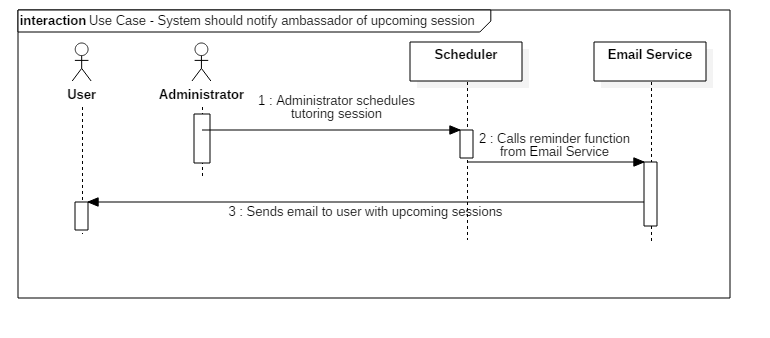 interaction Use Case - System should notify ambassador of upcoming session
Scheduler
Email Service
User
Administrator
1 : Administrator schedules
tutoring session
2 : Calls reminder function
from Email Service
3 : Sends email to user with upcoming sessions